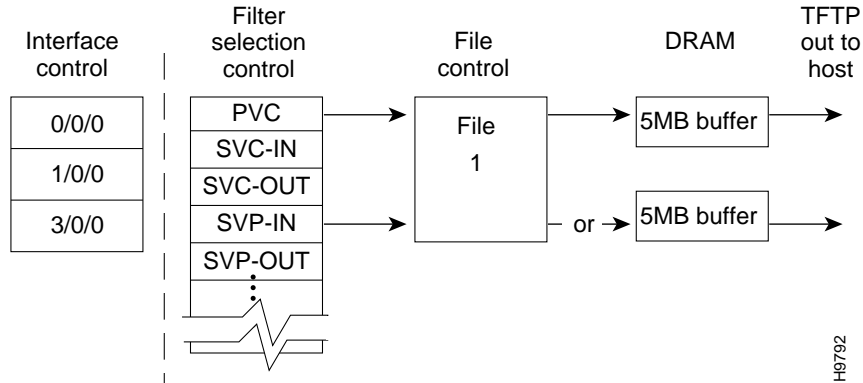 Interface
control
Filter
selection
control
File
control
DRAM
TFTP
out to
host
0/0/0
1/0/0
3/0/0
PVC
SVC-IN
SVC-OUT
SVP-IN
SVP-OUT
File
1
5MB buffer
or
5MB buffer
H9792